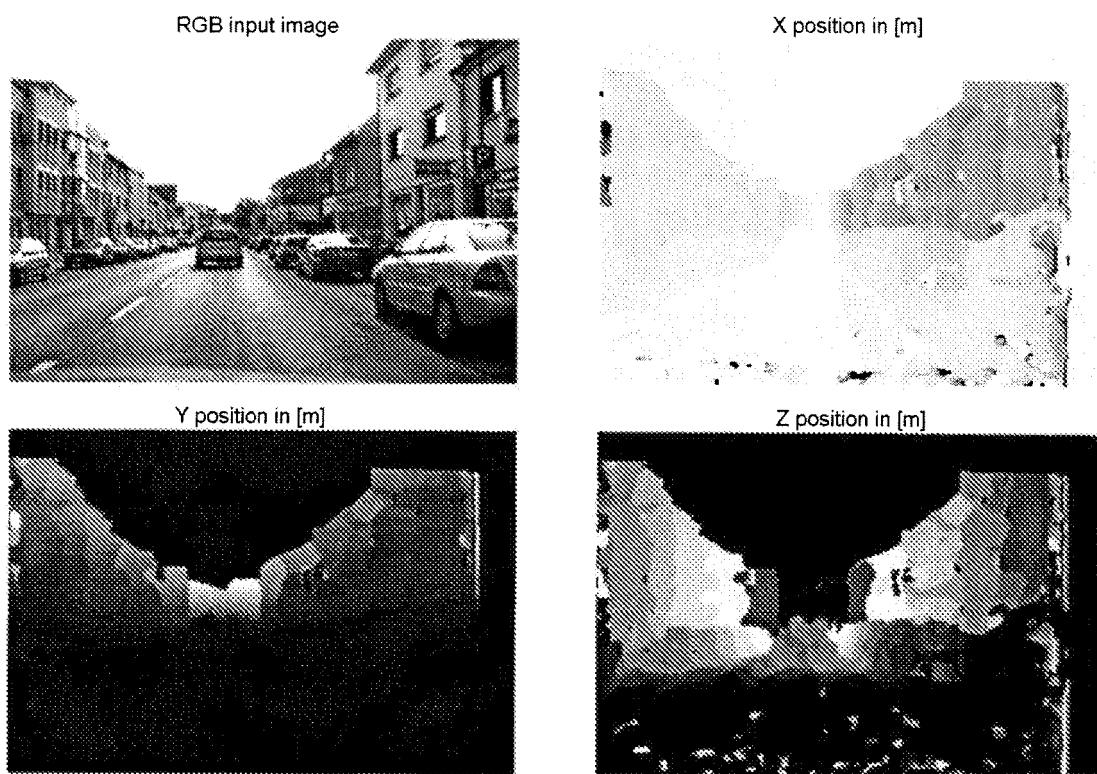 RGB input image
X position in [m]
Y position in [m]
Z position in [m]